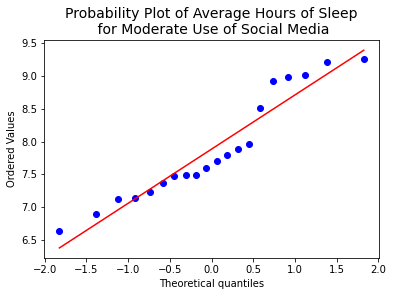 Probability Plot of Average Hours of Sleep
for Moderate Use of Social Media
9.5
9.0
8.5
8.0
7.5
7.0
6.5
Ordered Values
−2.0 −1.5 −1.0 −0.5 0.0 0.5 1.0 1.5 2.0
Theoretical quantiles